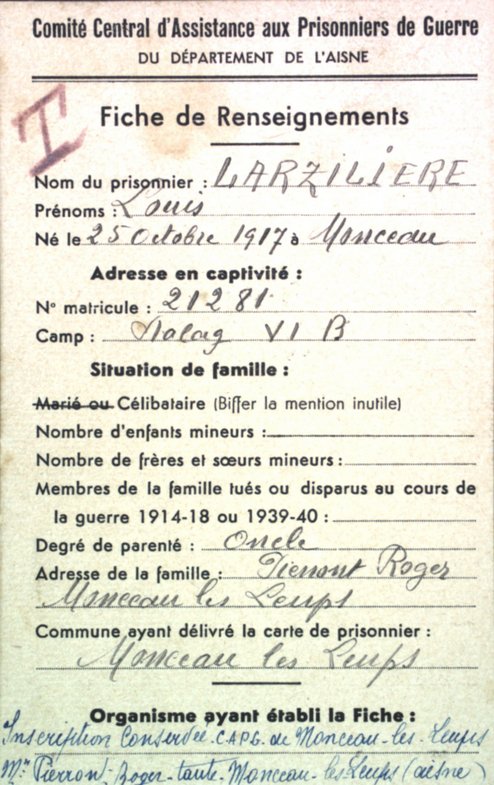 Comité Central d'Assistance aux Prisonniers de Guerre
DU DÉPARTEMENT DE L'AISNE
I
Fiche de Renseignements
Nom du prisonnier : LARZILIERE
Prénoms : Louis
Né le 25 Octobre 1917 à Monceau
Adresse en captivité :
N° matricule : 21281
Camp : Stalag VI B
Situation de famille :
Marié ou Célibataire (Biffer la mention inutile)
Nombre d'enfants mineurs :
Nombre de frères et sœurs mineurs :
Membres de la famille tués ou disparus au cours de
la guerre 1914-18 ou 1939-40 :
Degré de parenté : Oncle
Adresse de la famille : Roger
Monceau les Leups
Commune ayant délivré la carte de prisonnier :
Monceau les Leups
Organisme ayant établi la Fiche :
Inscription Conservée. C.A.P.G. de Monceau-les-Leups
Pierron Roger-tante-Monceau-les Leups (aisne)